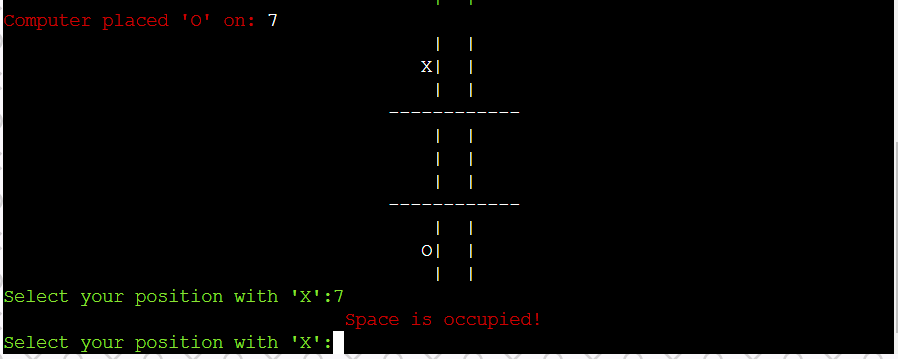 Computer placed 'O' on: 7
| |
X| |
| |
------------
| |
| |
| |
------------
| |
O| |
| |
Select your position with 'X':7
Space is occupied!
Select your position with 'X':